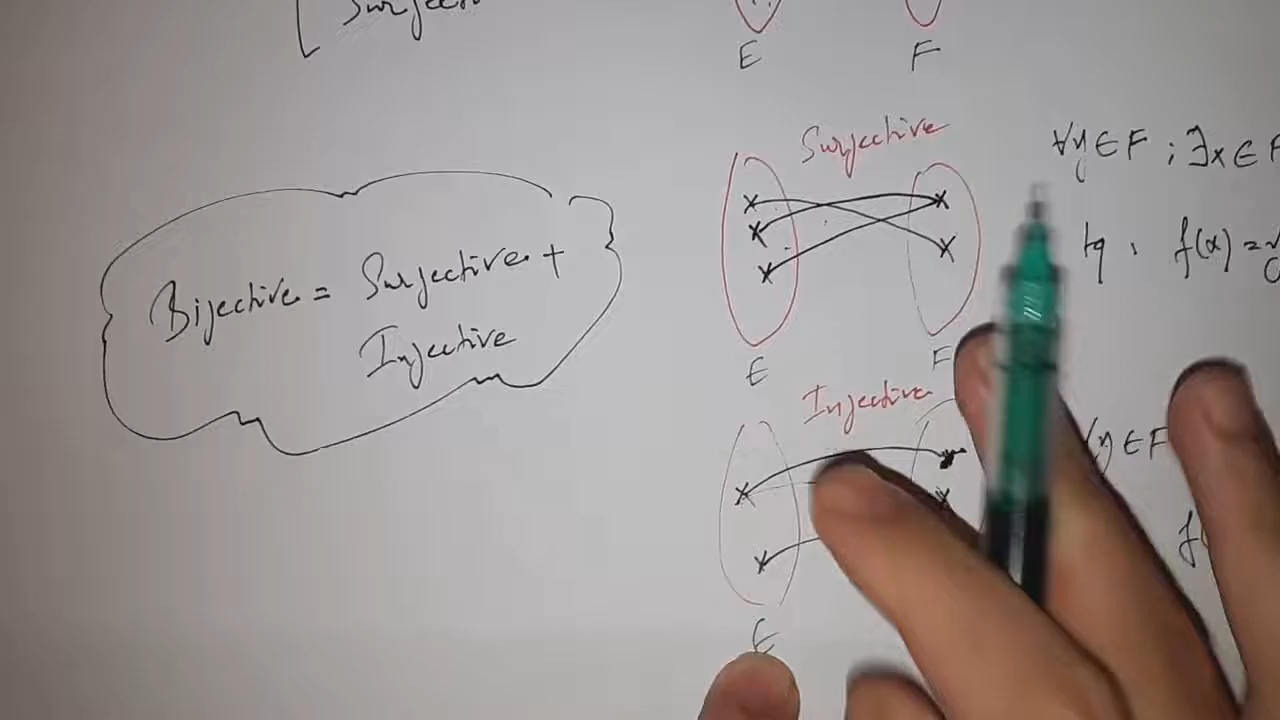 E F
Surjective
∀y∈F ; ∃x∈
tq , f(x) =
Bijective = Surjective +
Injective
E F
Injective
y∈F
E